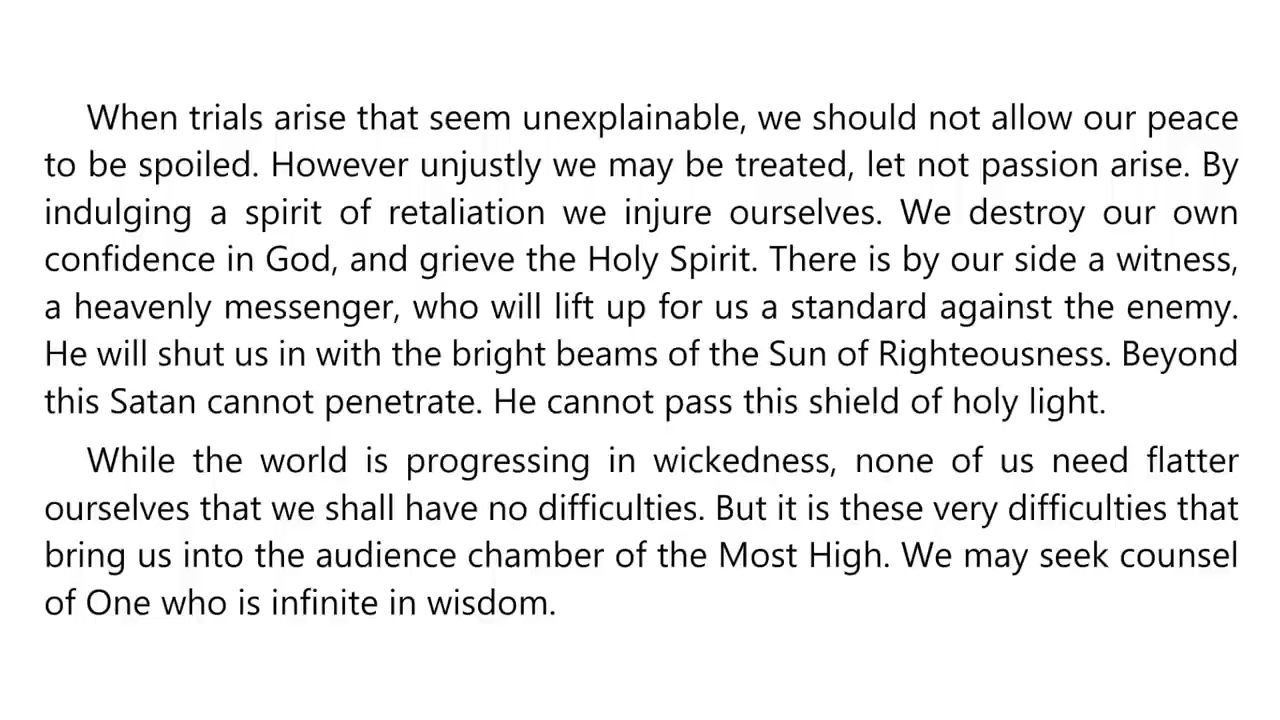 When trials arise that seem unexplainable, we should not allow our peace
to be spoiled. However unjustly we may be treated, let not passion arise. By
indulging a spirit of retaliation we injure ourselves. We destroy our own
confidence in God, and grieve the Holy Spirit. There is by our side a witness,
a heavenly messenger, who will lift up for us a standard against the enemy.
He will shut us in with the bright beams of the Sun of Righteousness. Beyond
this Satan cannot penetrate. He cannot pass this shield of holy light.
While the world is progressing in wickedness, none of us need flatter
ourselves that we shall have no difficulties. But it is these very difficulties that
bring us into the audience chamber of the Most High. We may seek counsel
of One who is infinite in wisdom.